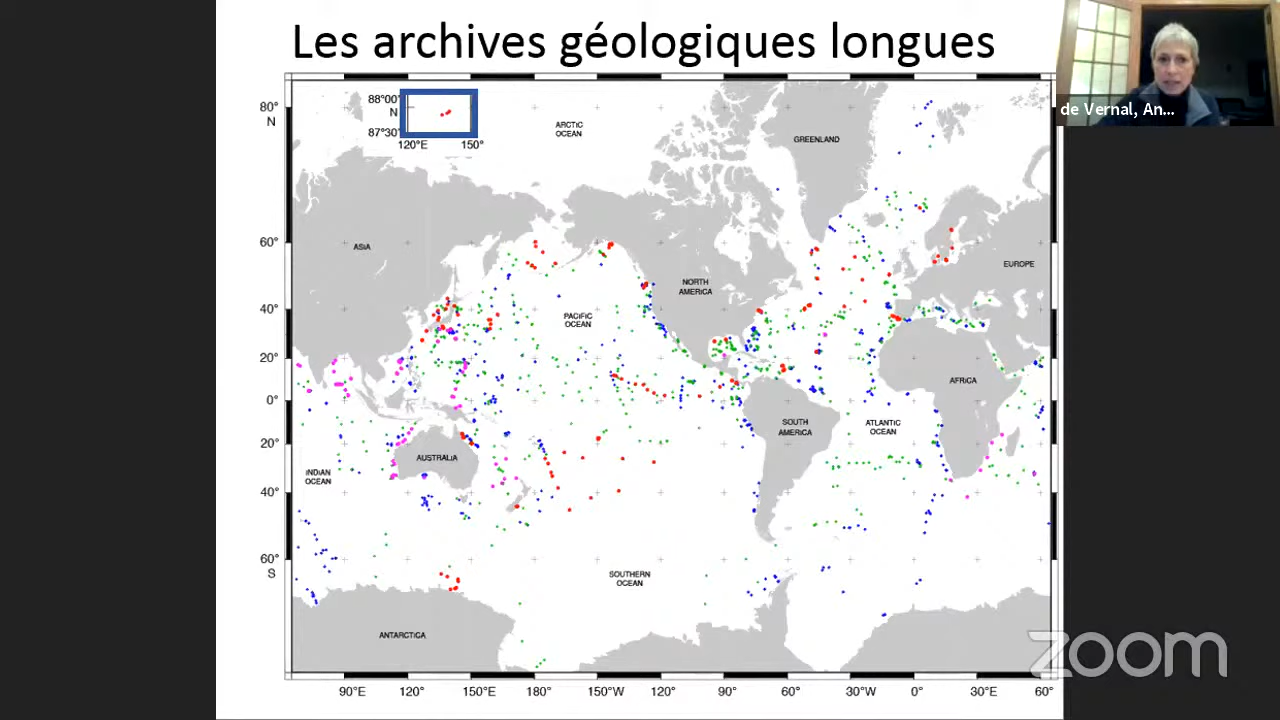 Les archives géologiques longues
de Vernal, An...
80°
N
88°00'
N
87°30'
120°E
150°
ARCTIC
OCEAN
GREENLAND
60°
ASIA
EUROPE
NORTH
AMERICA
40°
PACIFIC
OCEAN
20°
AFRICA
0°
SOUTH
AMERICA
ATLANTIC
OCEAN
20°
AUSTRALIA
INDIAN
OCEAN
40°
60°
S
SOUTHERN
OCEAN
ANTARCTICA
zoom
90°E
120°
150°E
180°
150°W
120°
90°
60°
30°W
0°
30°E
60°